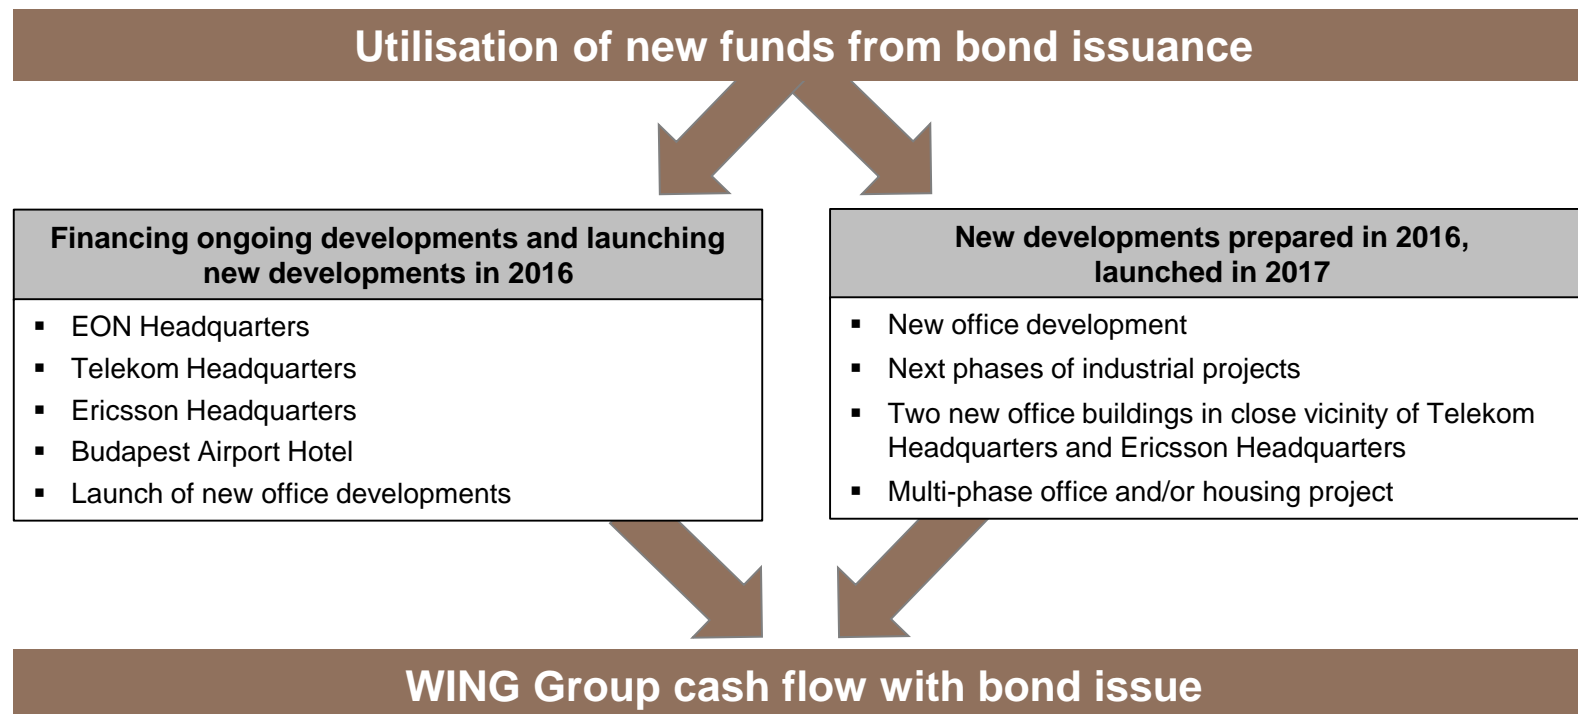 Utilisation of new funds from bond issuance
Financing ongoing developments and launching
new developments in 2016
▪ EON Headquarters
▪ Telekom Headquarters
▪ Ericsson Headquarters
▪ Budapest Airport Hotel
▪ Launch of new office developments
New developments prepared in 2016,
launched in 2017
▪ New office development
▪ Next phases of industrial projects
▪ Two new office buildings in close vicinity of Telekom
Headquarters and Ericsson Headquarters
▪ Multi-phase office and/or housing project
WING Group cash flow with bond issue